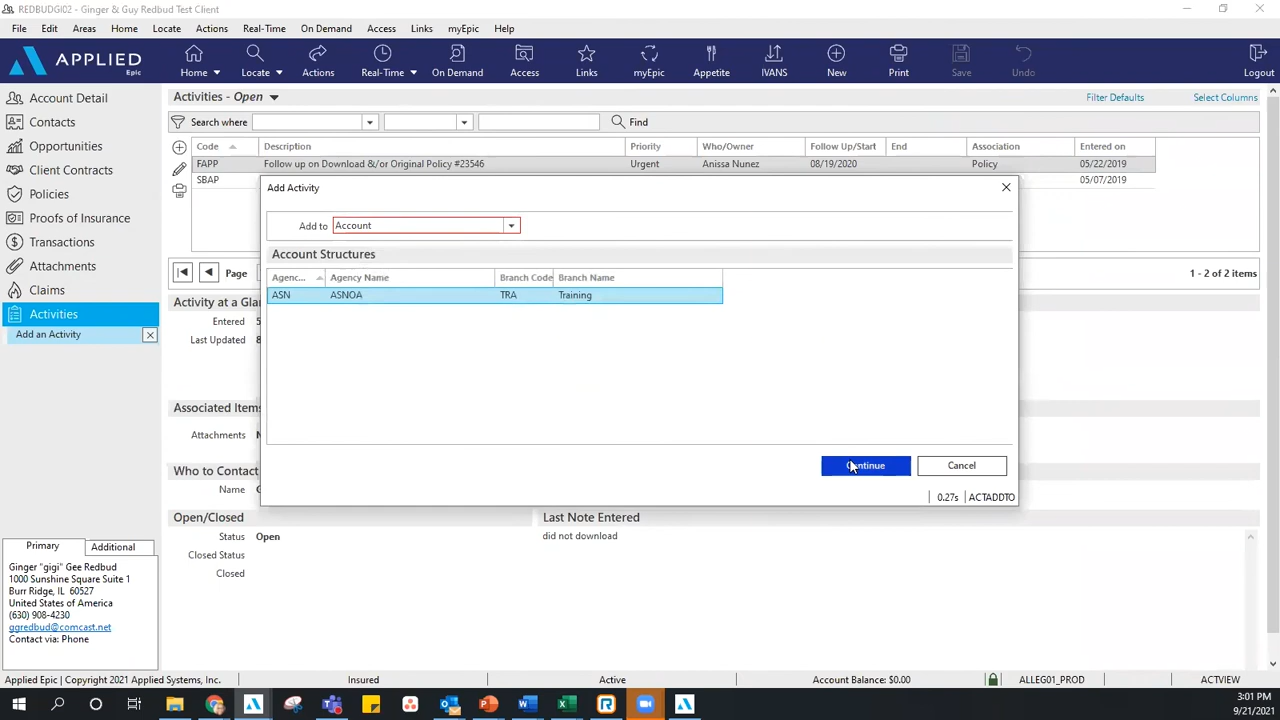 REDBUDGI02 - Ginger & Guy Redbud Test Client
File Edit Areas Home Locate Actions Real-Time On Demand Access Links myEpic Help
APPLIED
Epic
Home Locate Actions Real-Time On Demand Access Links myEpic Appetite IVANS New Print Save Undo Logout
Account Detail
Contacts
Opportunities
Client Contracts
Policies
Proofs of Insurance
Transactions
Attachments
Claims
Activities
Add an Activity
Activities - Open Filter Defaults Select Columns
Search where Find
Code Description Priority Who/Owner Follow Up/Start End Association Entered on
FAPP Follow up on Download &/or Original Policy #23546 Urgent Anissa Nunez 08/19/2020 Policy 05/22/2019
SBAP 05/07/2019
Add Activity
Add to Account
Account Structures
Agenc... Agency Name Branch Code Branch Name
ASN ASNOA TRA Training
Continue Cancel
0.27s ACTADDTO
Page 1 - 2 of 2 items
Activity at a Gla
Entered 5
Last Updated 8
Associated Item
Attachments N
Who to Contact
Name
Open/Closed Last Note Entered
Status Open did not download
Closed Status
Closed
Primary Additional
Ginger "gigi" Gee Redbud
1000 Sunshine Square Suite 1
Burr Ridge, IL 60527
United States of America
(630) 908-4230
ggredbud@comcast.net
Contact via: Phone
Applied Epic | Copyright 2021 Applied Systems, Inc. Insured Active Account Balance: $0.00 ALLEG01_PROD ACTVIEW
3:01 PM
9/21/2021